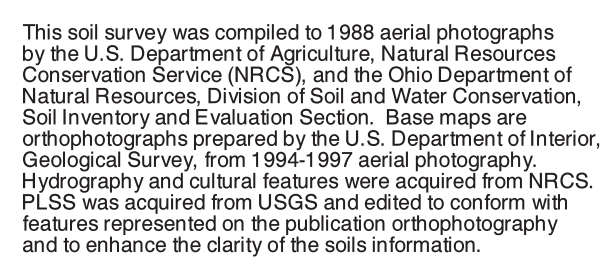 This soil survey was compiled to 1988 aerial photographs
by the U.S. Department of Agriculture, Natural Resources
Conservation Service (NRCS), and the Ohio Department of
Natural Resources, Division of Soil and Water Conservation,
Soil Inventory and Evaluation Section.  Base maps are
orthophotographs prepared by the U.S. Department of Interior,
Geological Survey, from 1994-1997 aerial photography.
Hydrography and cultural features were acquired from NRCS.
PLSS was acquired from USGS and edited to conform with
features represented on the publication orthophotography
and to enhance the clarity of the soils information.